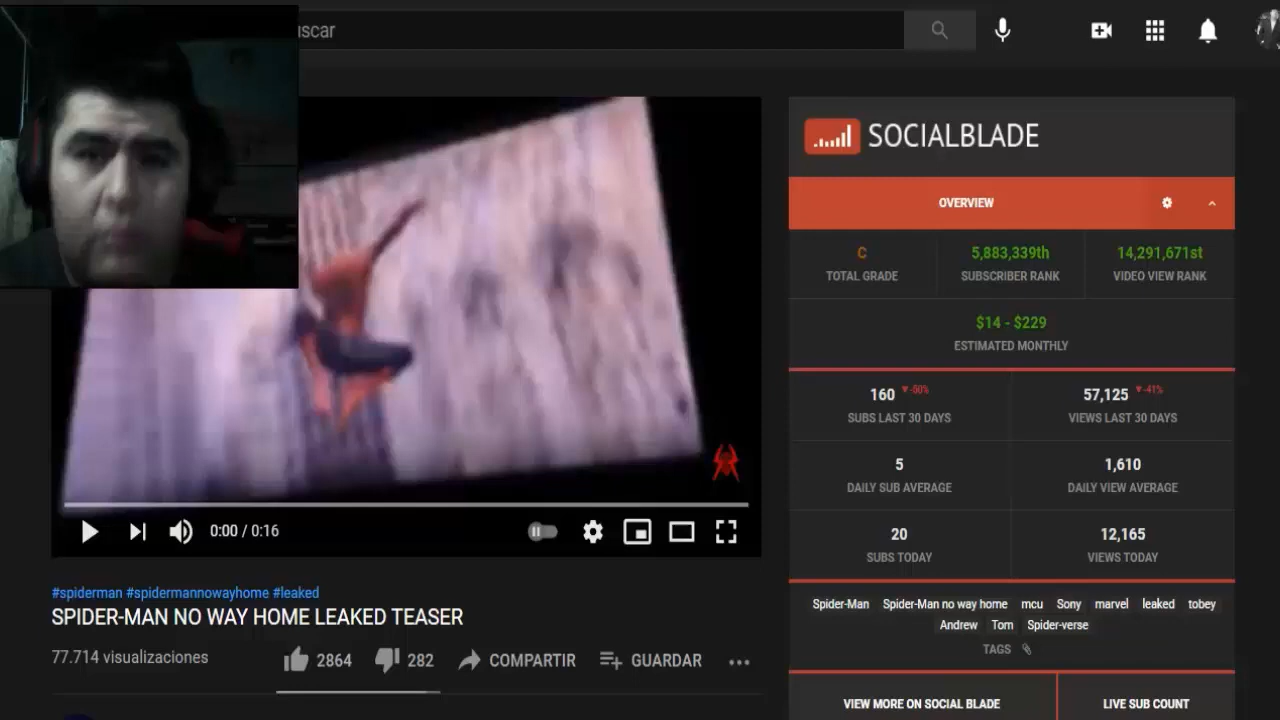 uscar
SOCIALBLADE
OVERVIEW
C
TOTAL GRADE
5,883,339th
SUBSCRIBER RANK
14,291,671st
VIDEO VIEW RANK
$14 - $229
ESTIMATED MONTHLY
160 -50%
SUBS LAST 30 DAYS
57,125 -41%
VIEWS LAST 30 DAYS
5
DAILY SUB AVERAGE
1,610
DAILY VIEW AVERAGE
20
SUBS TODAY
12,165
VIEWS TODAY
Spider-Man Spider-Man no way home mcu Sony marvel leaked tobey
Andrew Tom Spider-verse
TAGS
VIEW MORE ON SOCIAL BLADE
LIVE SUB COUNT
0:00 / 0:16
#spiderman #spidermannowayhome #leaked
SPIDER-MAN NO WAY HOME LEAKED TEASER
77.714 visualizaciones
2864
282
COMPARTIR
GUARDAR